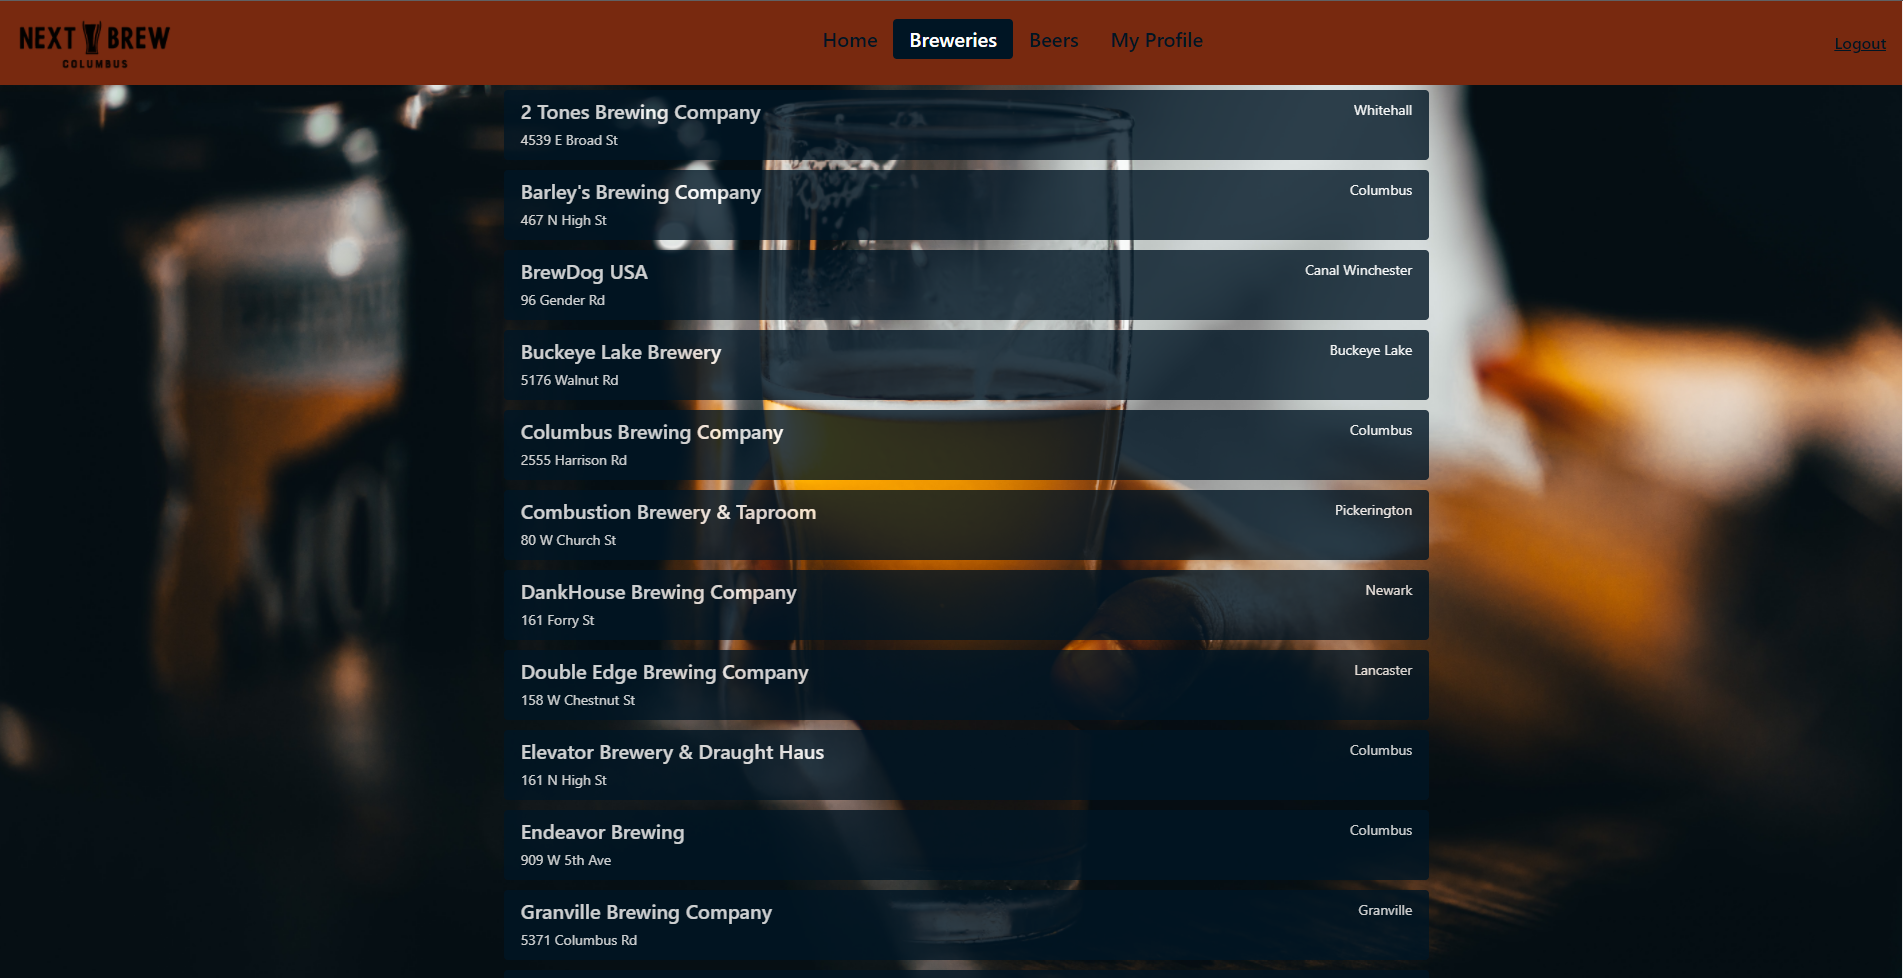 NEXT BREW
COLUMBUS
Home
Breweries
Beers
My Profile
Logout
2 Tones Brewing Company
Whitehall
4539 E Broad St
Barley's Brewing Company
Columbus
467 N High St
BrewDog USA
Canal Winchester
96 Gender Rd
Buckeye Lake Brewery
Buckeye Lake
5176 Walnut Rd
Columbus Brewing Company
Columbus
2555 Harrison Rd
Combustion Brewery & Taproom
Pickerington
80 W Church St
DankHouse Brewing Company
Newark
161 Forry St
Double Edge Brewing Company
Lancaster
158 W Chestnut St
Elevator Brewery & Draught Haus
Columbus
161 N High St
Endeavor Brewing
Columbus
909 W 5th Ave
Granville Brewing Company
Granville
5371 Columbus Rd